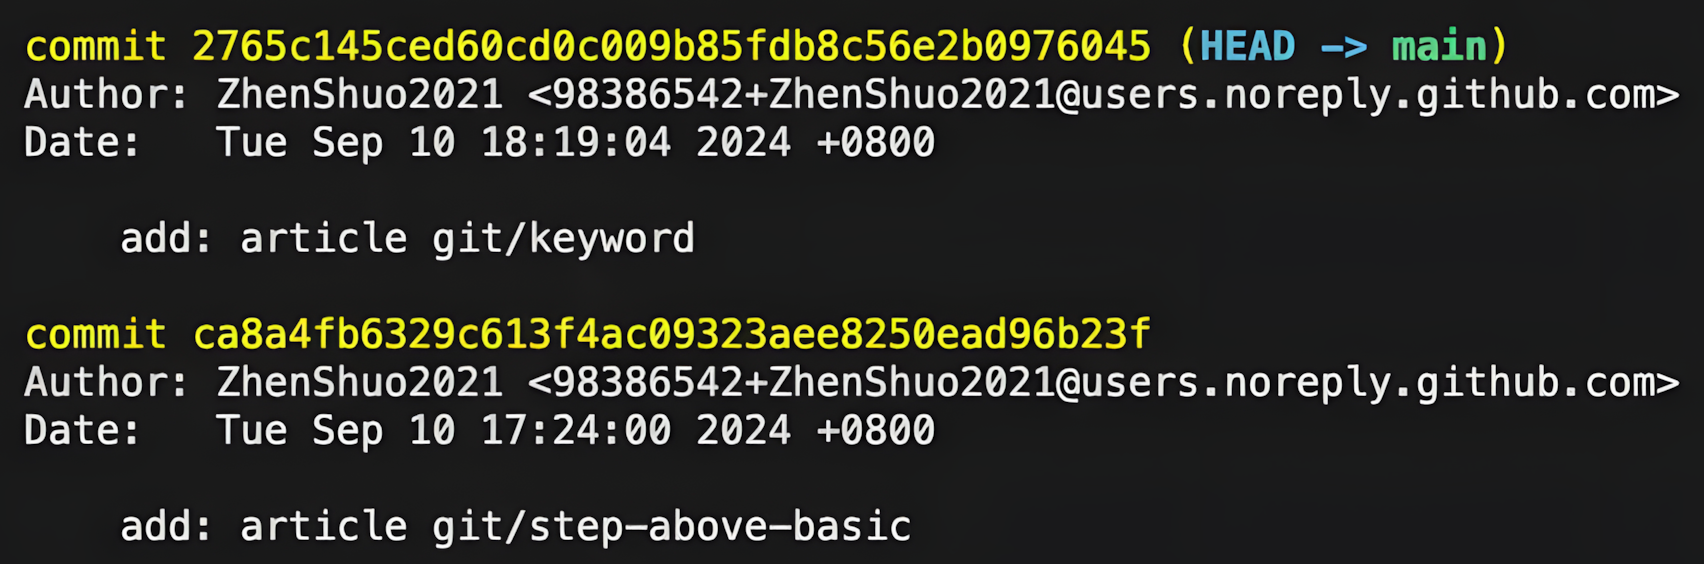 commit 2765c145ced60cd0c009b85fdb8c56e2b0976045 (HEAD -> main)
Author: ZhenShuo2021 <98386542+ZhenShuo2021@users.noreply.github.com>
Date:   Tue Sep 10 18:19:04 2024 +0800
    add: article git/keyword
commit ca8a4fb6329c613f4ac09323aee8250ead96b23f
Author: ZhenShuo2021 <98386542+ZhenShuo2021@users.noreply.github.com>
Date:   Tue Sep 10 17:24:00 2024 +0800
    add: article git/step-above-basic